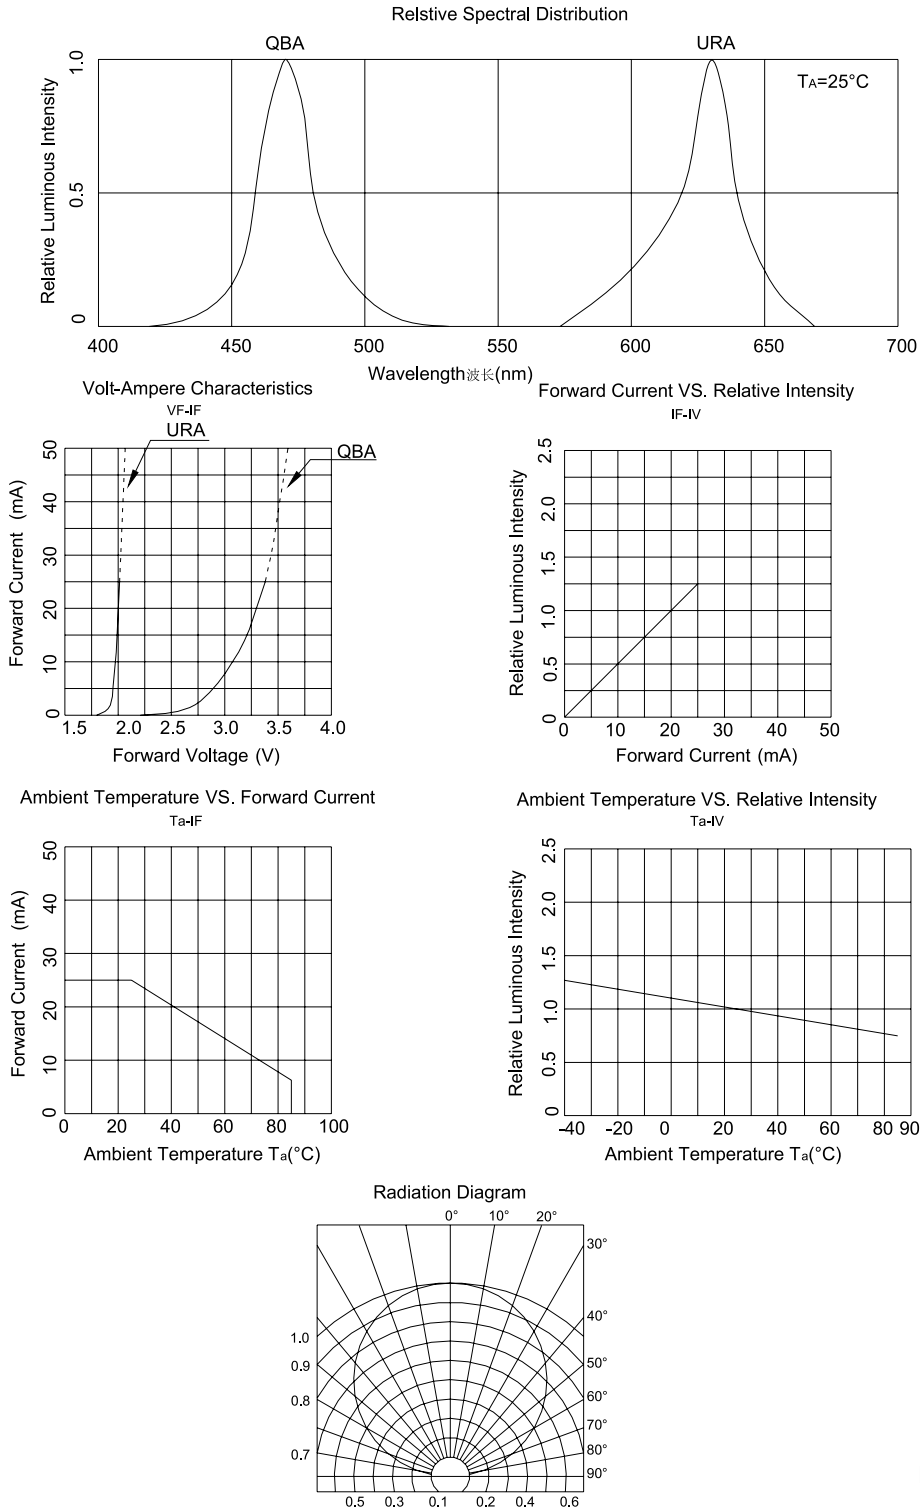 Relstive Spectral Distribution
QBA
URA
TA=25°C
Relative Luminous Intensity
1.0
0.5
0
400 450 500 550 600 650 700
Wavelength波长(nm)
Volt-Ampere Characteristics
VF-IF
URA
QBA
Forward Current (mA)
50
40
30
20
10
0
1.5 2.0 2.5 3.0 3.5 4.0
Forward Voltage (V)
Forward Current VS. Relative Intensity
IF-IV
Relative Luminous Intensity
2.5
2.0
1.5
1.0
0.5
0
0 10 20 30 40 50
Forward Current (mA)
Ambient Temperature VS. Forward Current
Ta-IF
Forward Current (mA)
50
40
30
20
10
0
0 20 40 60 80 100
Ambient Temperature Ta(°C)
Ambient Temperature VS. Relative Intensity
Ta-IV
Relative Luminous Intensity
2.5
2.0
1.5
1.0
0.5
0
-40 -20 0 20 40 60 80 90
Ambient Temperature Ta(°C)
Radiation Diagram
0° 10° 20°
30°
40°
50°
60°
70°
80°
90°
1.0
0.9
0.8
0.7
0.5 0.3 0.1 0.2 0.4 0.6